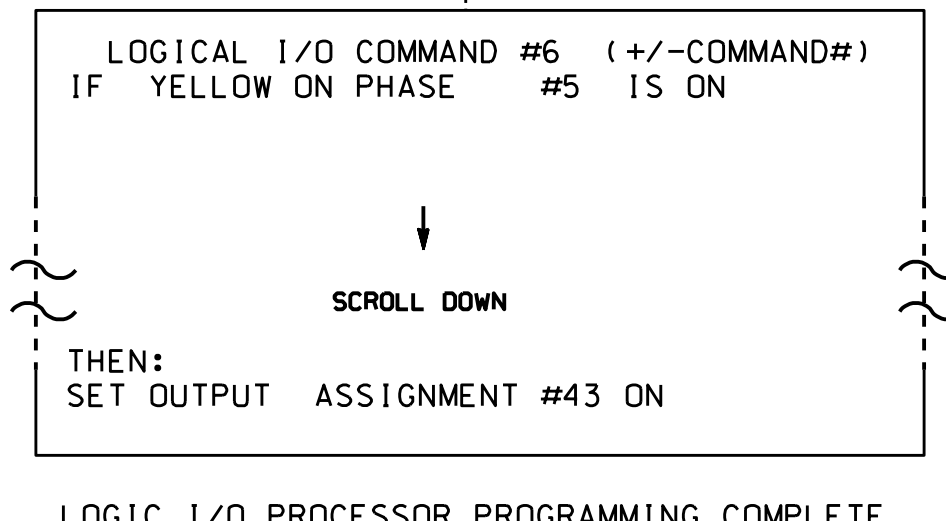 LOGICAL I/O COMMAND #6 (+/-COMMAND#)
IF YELLOW ON PHASE #5 IS ON
SCROLL DOWN
THEN:
SET OUTPUT ASSIGNMENT #43 ON
LOGIC I/O PROCESSOR PROGRAMMING COMPLETE